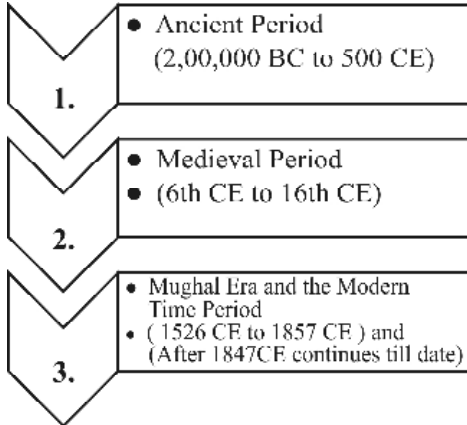 1.
• Ancient Period
(2,00,000 BC to 500 CE)
2.
• Medieval Period
• (6th CE to 16th CE)
3.
• Mughal Era and the Modern
Time Period
• ( 1526 CE to 1857 CE ) and
(After 1847CE continues till date)